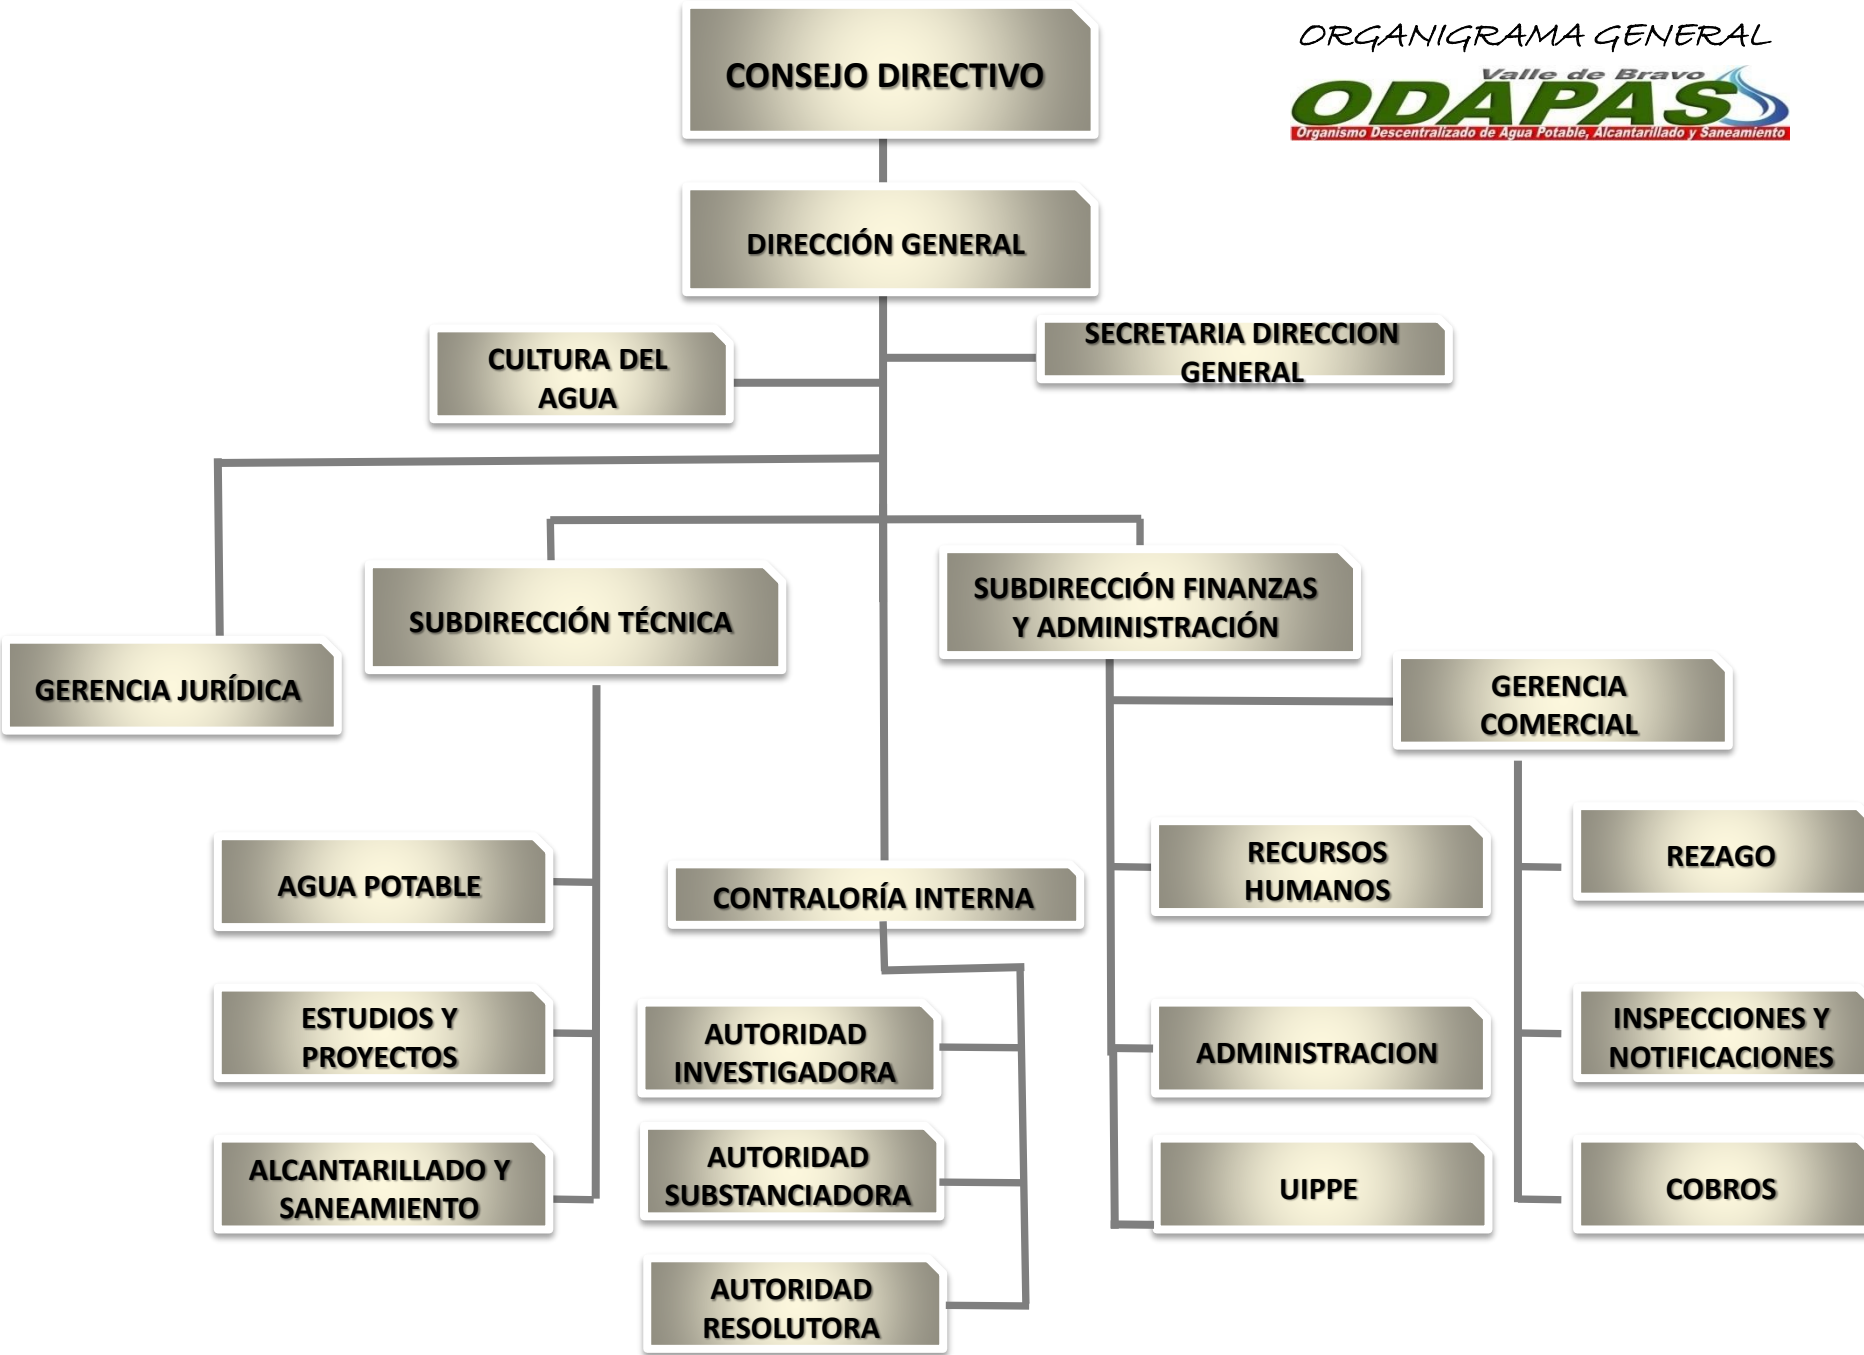 ORGANIGRAMA GENERAL
Valle de Bravo
ODAPAS
Organismo Descentralizado de Agua Potable, Alcantarillado y Saneamiento
CONSEJO DIRECTIVO
DIRECCIÓN GENERAL
CULTURA DEL
AGUA
SECRETARIA DIRECCION
GENERAL
GERENCIA JURÍDICA
SUBDIRECCIÓN TÉCNICA
SUBDIRECCIÓN FINANZAS
Y ADMINISTRACIÓN
GERENCIA
COMERCIAL
AGUA POTABLE
ESTUDIOS Y
PROYECTOS
ALCANTARILLADO Y
SANEAMIENTO
CONTRALORÍA INTERNA
AUTORIDAD
INVESTIGADORA
AUTORIDAD
SUBSTANCIADORA
AUTORIDAD
RESOLUTORA
RECURSOS
HUMANOS
ADMINISTRACION
UIPPE
REZAGO
INSPECCIONES Y
NOTIFICACIONES
COBROS